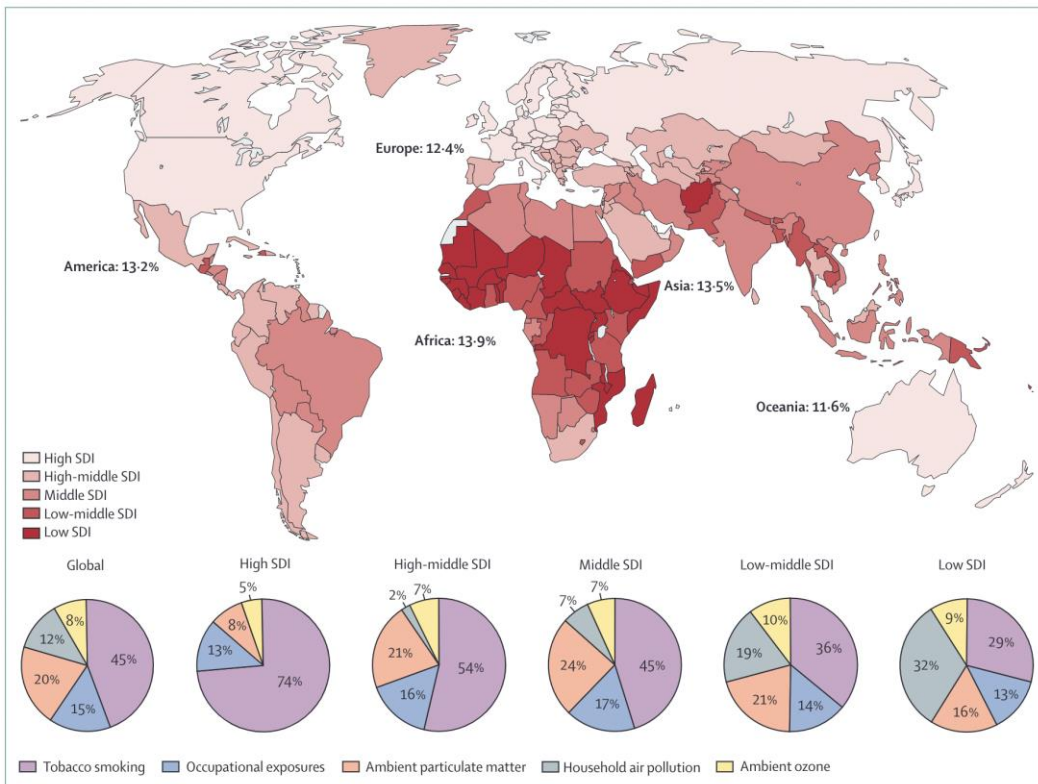 Europe: 12·4%
America: 13·2%
Asia: 13·5%
Africa: 13·9%
Oceania: 11·6%
High SDI
High-middle SDI
Middle SDI
Low-middle SDI
Low SDI
Global
8%
12%
45%
20%
15%
High SDI
5%
8%
13%
74%
High-middle SDI
7%
2%
21%
54%
16%
Middle SDI
7%
7%
45%
24%
17%
Low-middle SDI
10%
19%
36%
21%
14%
Low SDI
9%
29%
32%
13%
16%
Tobacco smoking
Occupational exposures
Ambient particulate matter
Household air pollution
Ambient ozone